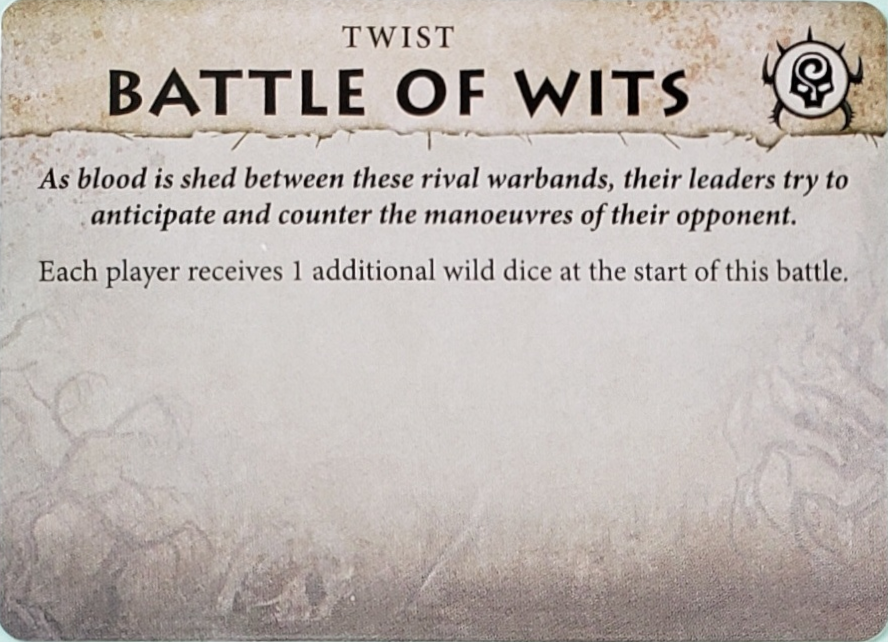 TWIST
BATTLE OF WITS
As blood is shed between these rival warbands, their leaders try to
anticipate and counter the manoeuvres of their opponent.
Each player receives 1 additional wild dice at the start of this battle.